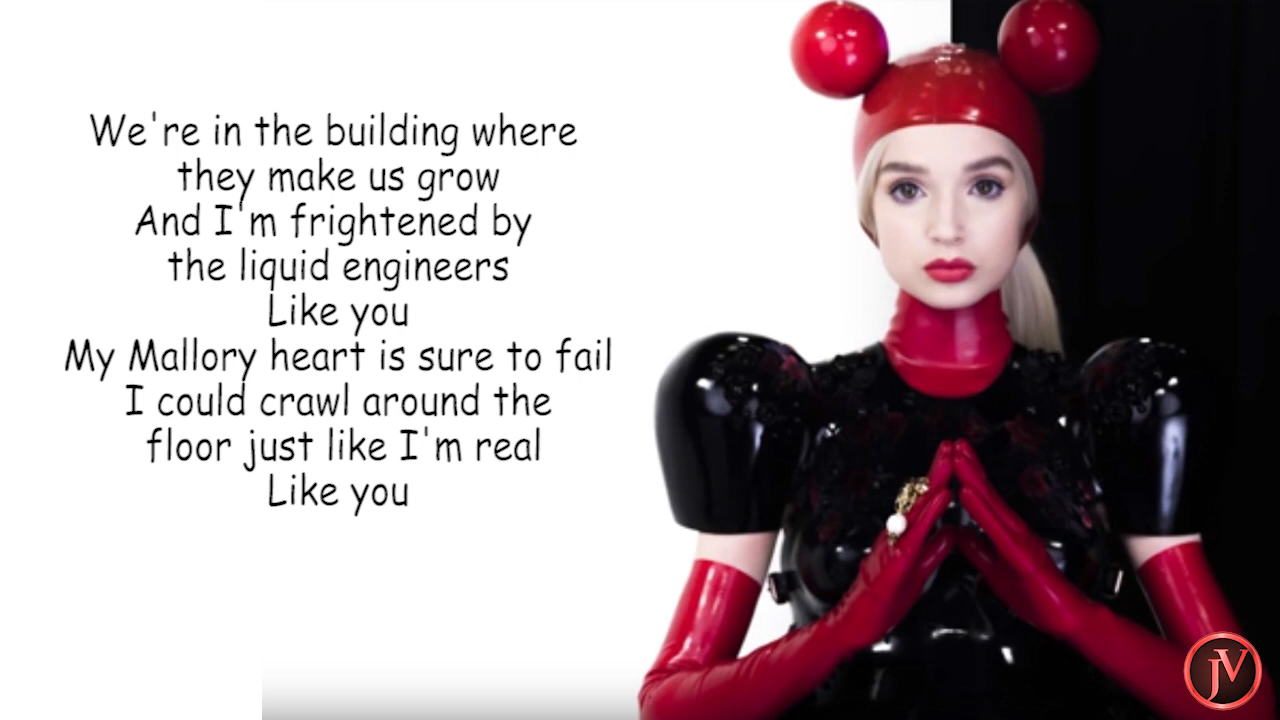 We're in the building where
they make us grow
And I'm frightened by
the liquid engineers
Like you
My Mallory heart is sure to fail
I could crawl around the
floor just like I'm real
Like you
JV